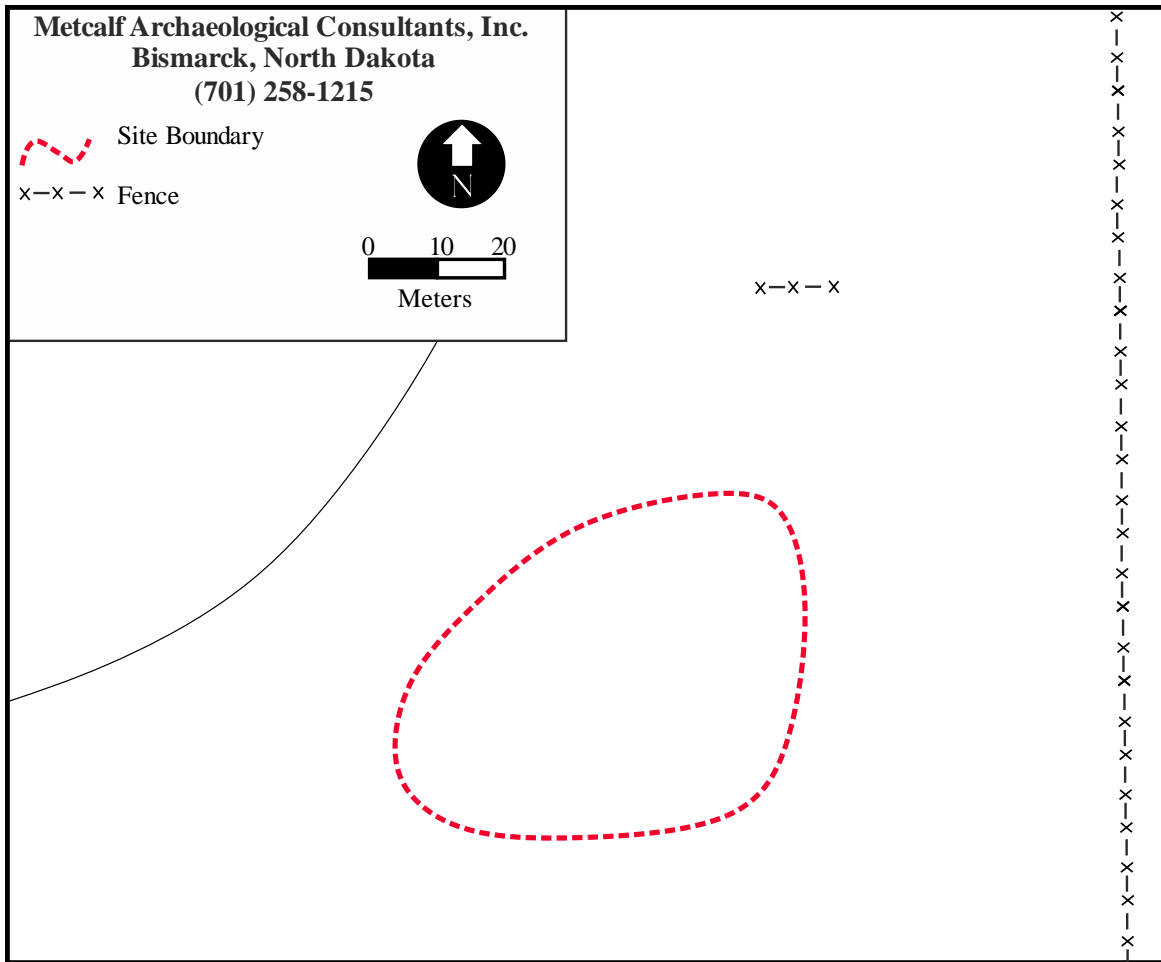 Metcalf Archaeological Consultants, Inc.
Bismarck, North Dakota
(701) 258-1215
Site Boundary
Fence
N
0 10 20
Meters